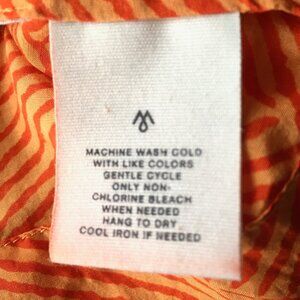 MACHINE WASH COLD
WITH LIKE COLORS
GENTLE CYCLE
ONLY NON-
CHLORINE BLEACH
WHEN NEEDED
HANG TO DRY
COOL IRON IF NEEDED